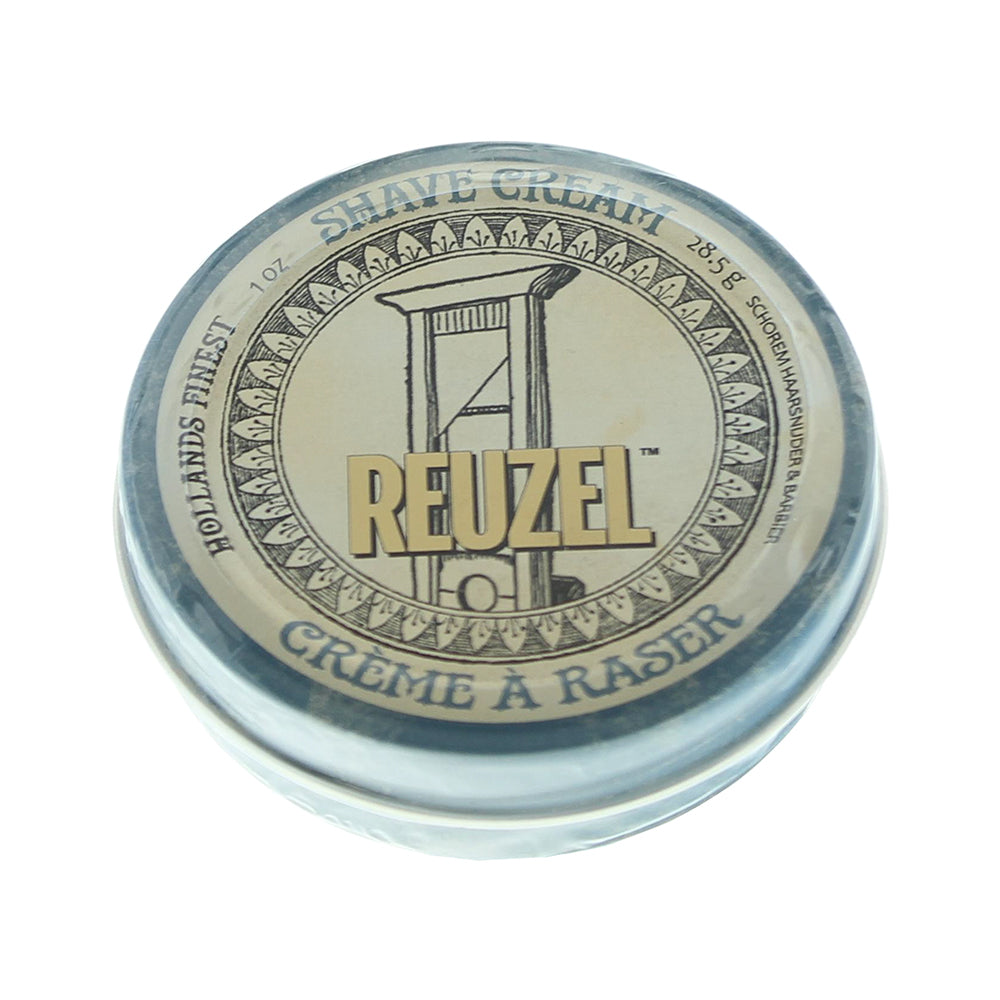 SHAVE CREAM
1 OZ
28.5 g
HOLLANDS FINEST
SCHOREM HAARSNIJDER & BARBIER
REUZEL™
CRÈME À RASER